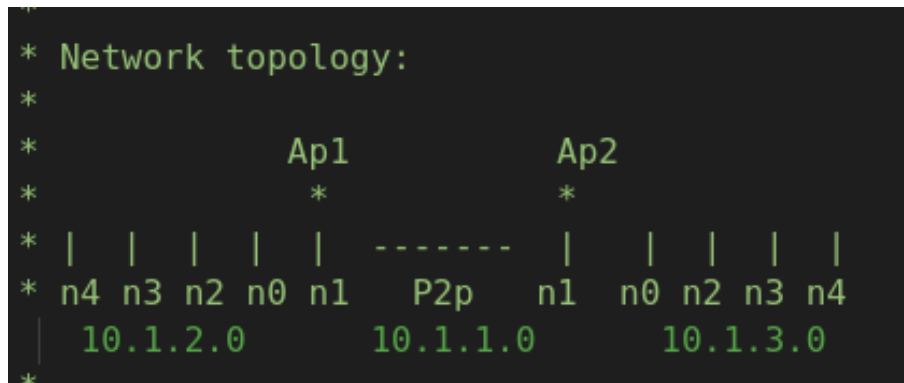 *
* Network topology:
*
*             Ap1          Ap2
*              *            *
* |  |  |  |  |  -------  |   |  |  |  |
* n4 n3 n2 n0 n1   P2p   n1  n0 n2 n3 n4
   10.1.2.0      10.1.1.0      10.1.3.0
*